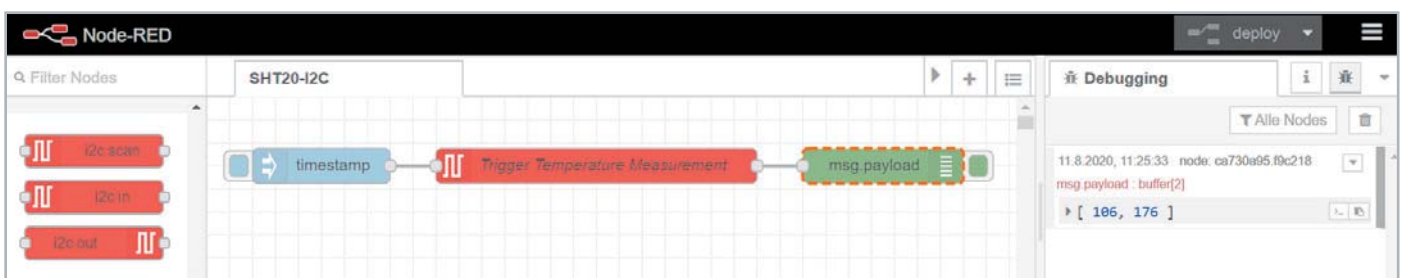 Node-RED
deploy
Filter Nodes
SHT20-I2C
Debugging
i
Alle Nodes
i2c scan
i2c in
i2c out
timestamp
Trigger Temperature Measurement
msg.payload
11.8.2020, 11:25:33 node: ca730a95.f9c218
msg.payload : buffer[2]
[ 106, 176 ]